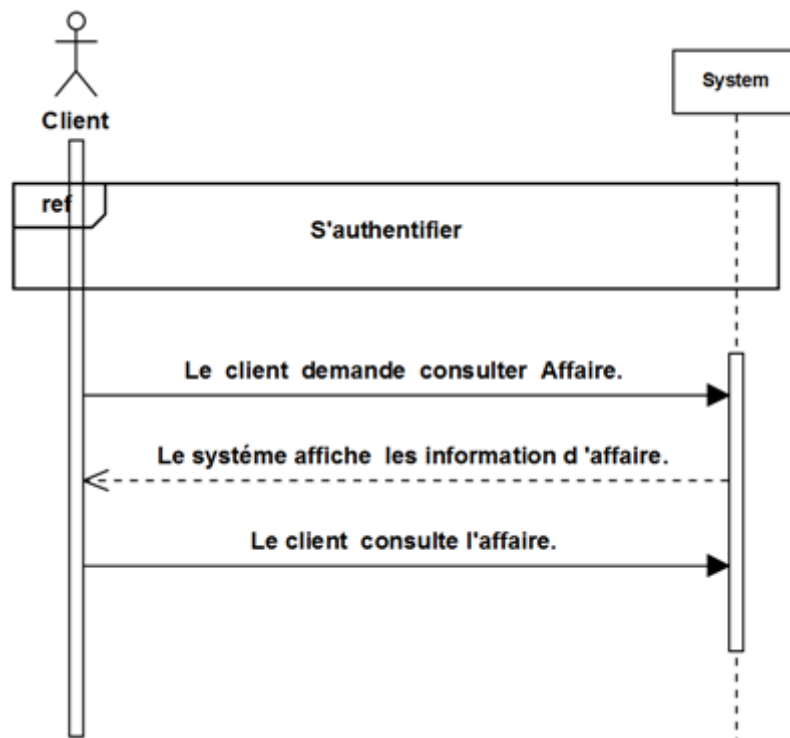 System
Client
ref
S'authentifier
Le client demande consulter Affaire.
Le systéme affiche les information d 'affaire.
Le client consulte l'affaire.